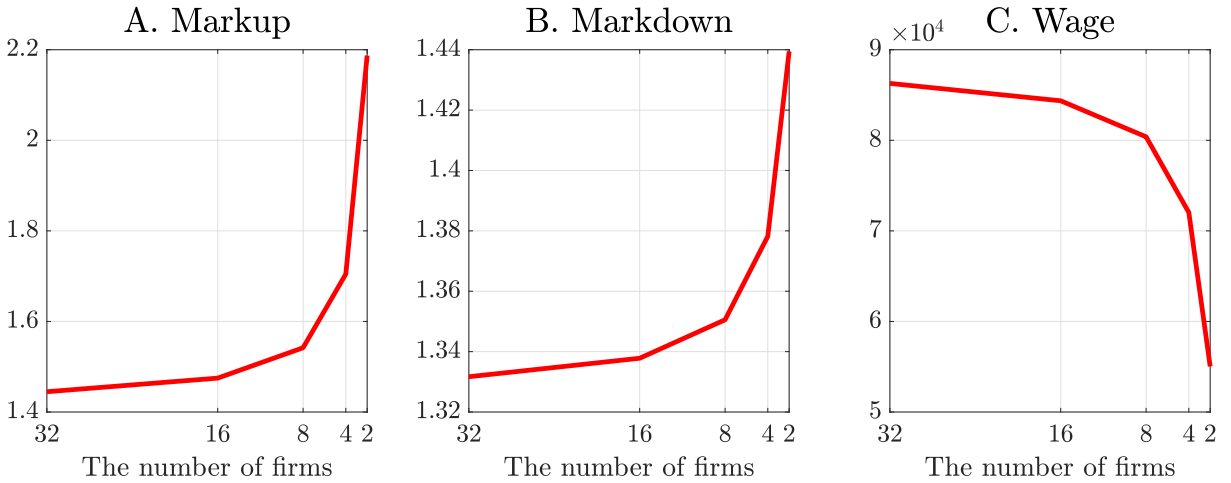 A. Markup
2.2
2
1.8
1.6
1.4
32 16 8 4 2
The number of firms
B. Markdown
1.44
1.42
1.4
1.38
1.36
1.34
1.32
32 16 8 4 2
The number of firms
C. Wage
×10⁴
9
8
7
6
5
32 16 8 4 2
The number of firms